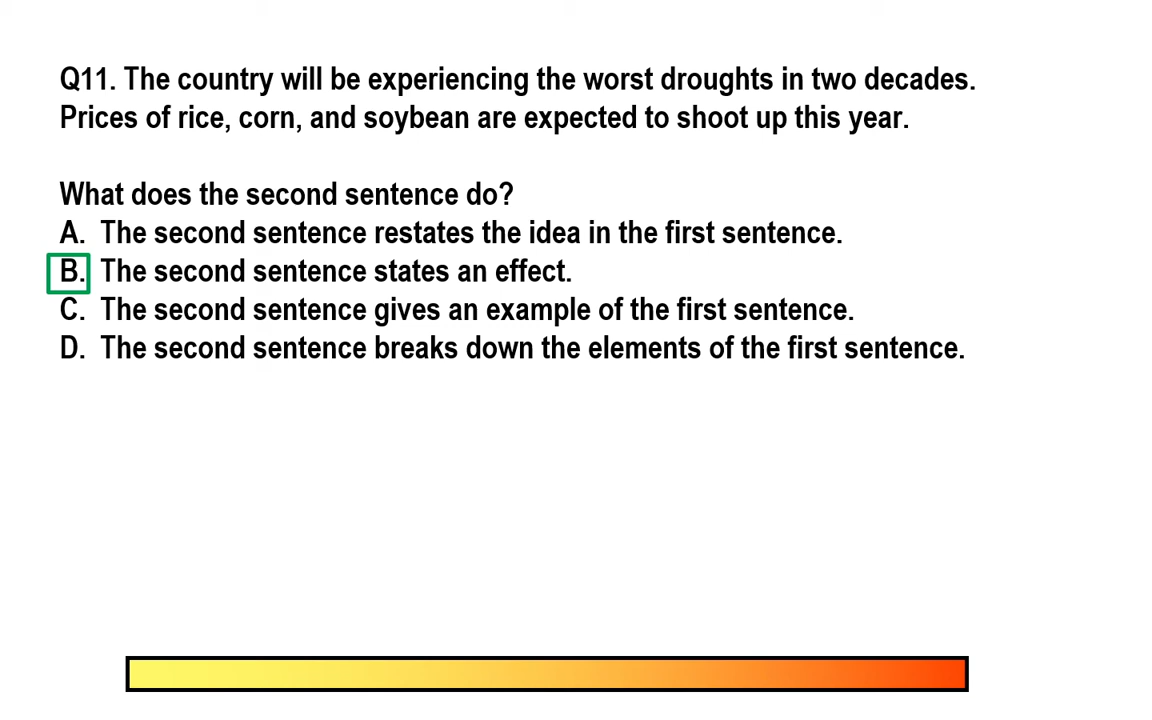 Q11. The country will be experiencing the worst droughts in two decades.
Prices of rice, corn, and soybean are expected to shoot up this year.
What does the second sentence do?
A. The second sentence restates the idea in the first sentence.
B. The second sentence states an effect.
C. The second sentence gives an example of the first sentence.
D. The second sentence breaks down the elements of the first sentence.